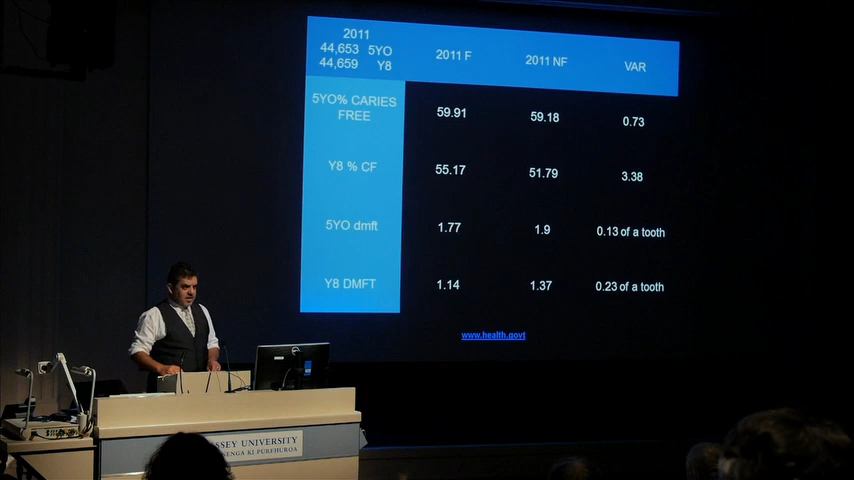 2011
44,653 5YO
44,659 Y8
2011 F
2011 NF
VAR
5YO% CARIES
FREE
59.91
59.18
0.73
Y8 % CF
55.17
51.79
3.38
5YO dmft
1.77
1.9
0.13 of a tooth
Y8 DMFT
1.14
1.37
0.23 of a tooth
www.health.govt
SSEY UNIVERSITY
ENGA KI PUREHUROA